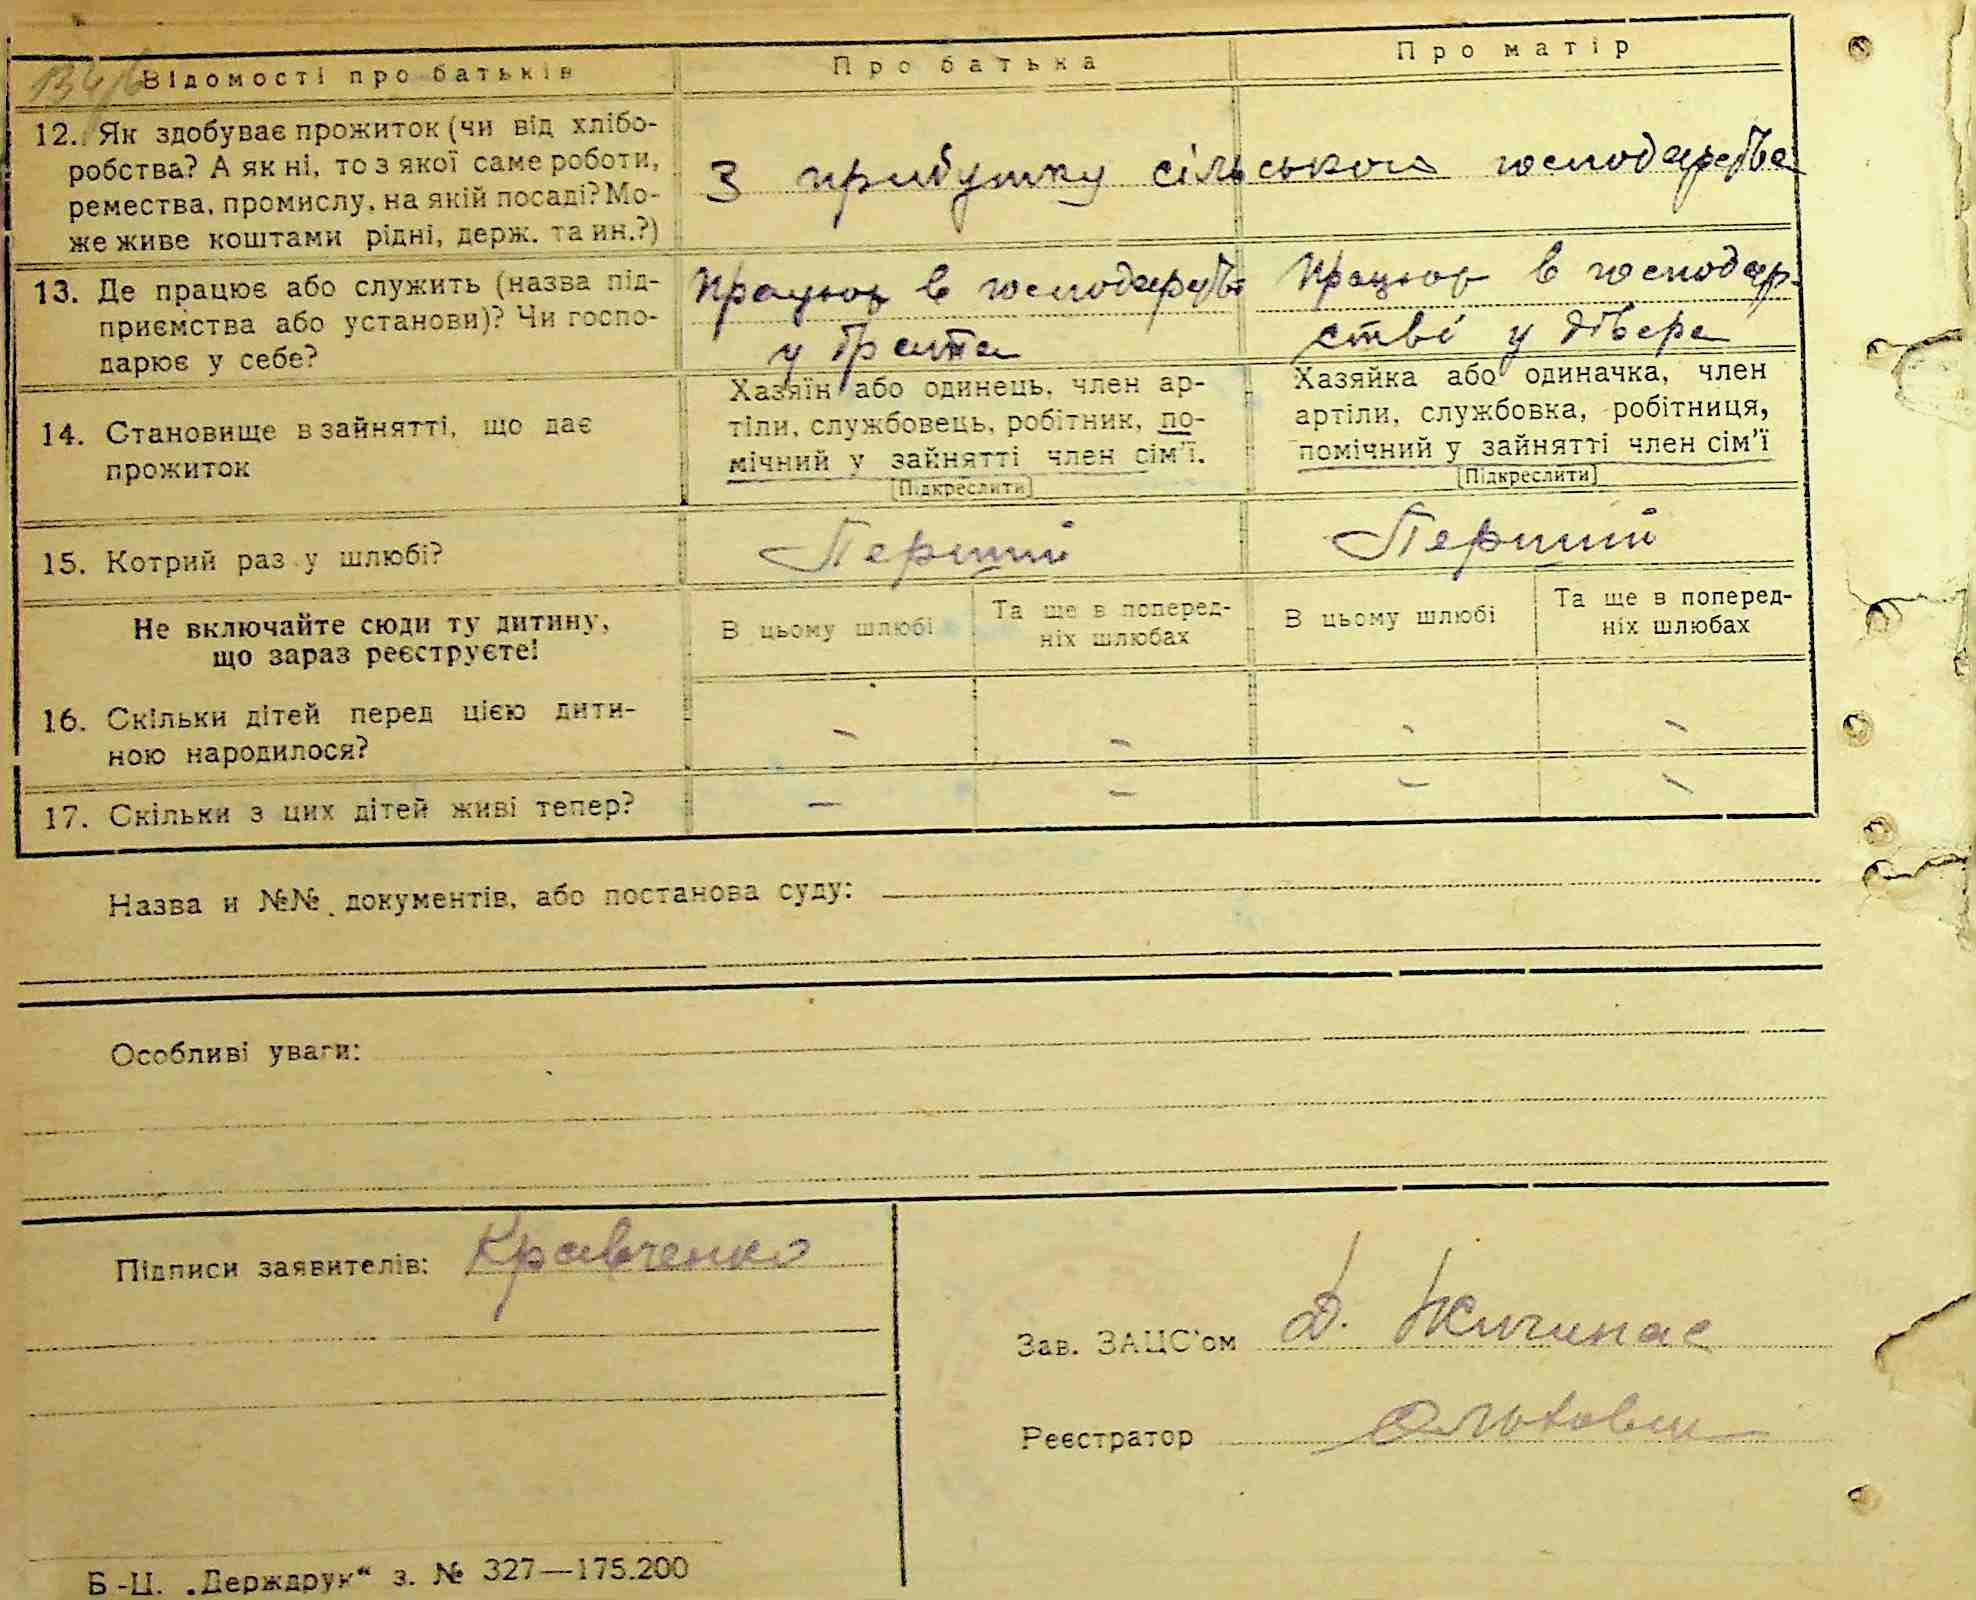 Відомості про батьків
Про батька
Про матір
12. Як здобуває прожиток (чи від хлібо-
робства? А як ні, то з якої саме роботи,
ремества, промислу, на якій посаді? Мо-
же живе коштами рідні, держ. та ин.?)
З прибутку сільського господарства
13. Де працює або служить (назва під-
приємства або установи)? Чи госпо-
дарює у себе?
Працює в господарстві
у брата
Працює в господар-
стві у
14. Становище в зайнятті, що дає
прожиток
Хазяїн або одинець, член ар-
тіли, службовець, робітник, по-
мічний у зайнятті член сім'ї.
(Підкреслити)
Хазяйка або одиначка, член
артіли, службовка, робітниця,
помічний у зайнятті член сім'ї
(Підкреслити)
15. Котрий раз у шлюбі?
Перший
Перший
Не включайте сюди ту дитину,
що зараз реєструєте!
В цьому шлюбі
Та ще в поперед-
ніх шлюбах
В цьому шлюбі
Та ще в поперед-
ніх шлюбах
16. Скільки дітей перед цією дити-
ною народилося?
– – – –
17. Скільки з цих дітей живі тепер?
– – – –
Назва и №№ документів, або постанова суду:
Особливі уваги:
Підписи заявителів: Кравченко
Зав. ЗАЦС'ом Д.
Реєстратор
Б-Ц. „Держдрук“ з. № 327—175.200